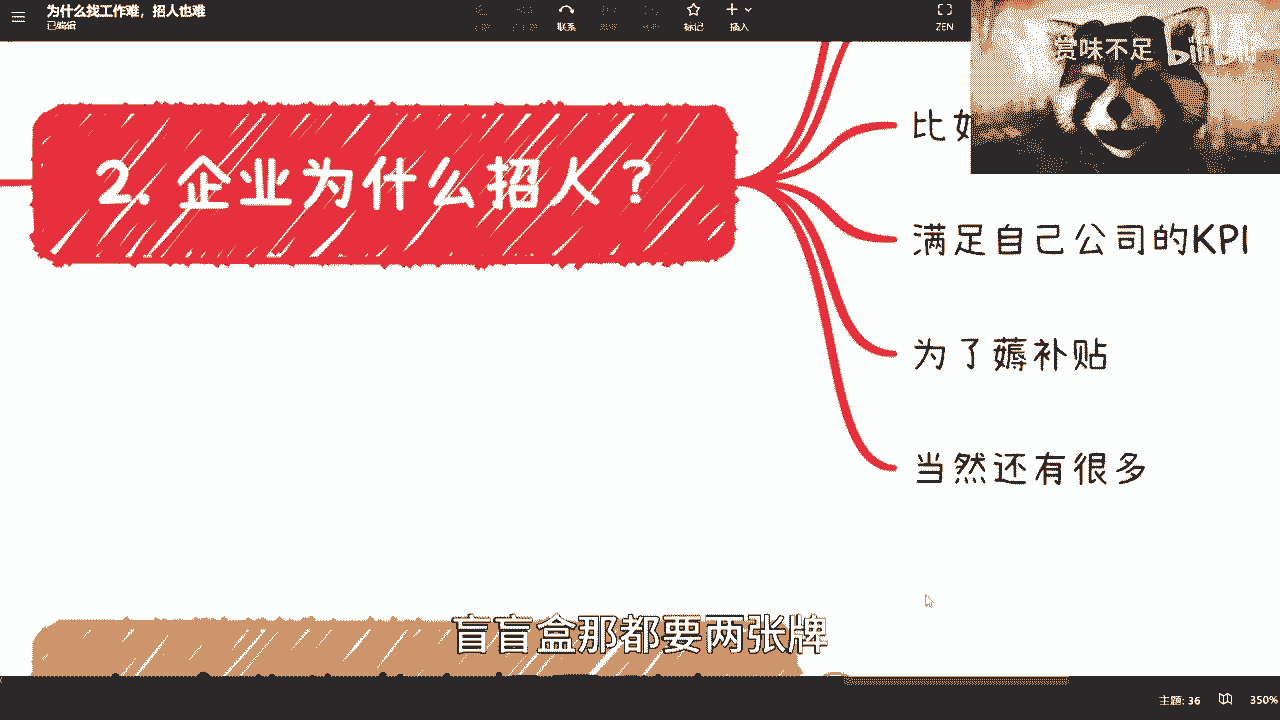 为什么找工作难，招人也难
已编辑
联系
标记
插入
ZEN
赏味不足 bilibili
2. 企业为什么招人？
比如
满足自己公司的KPI
为了薅补贴
当然还有很多
盲盲盒那都要两张牌
主题: 36
350%